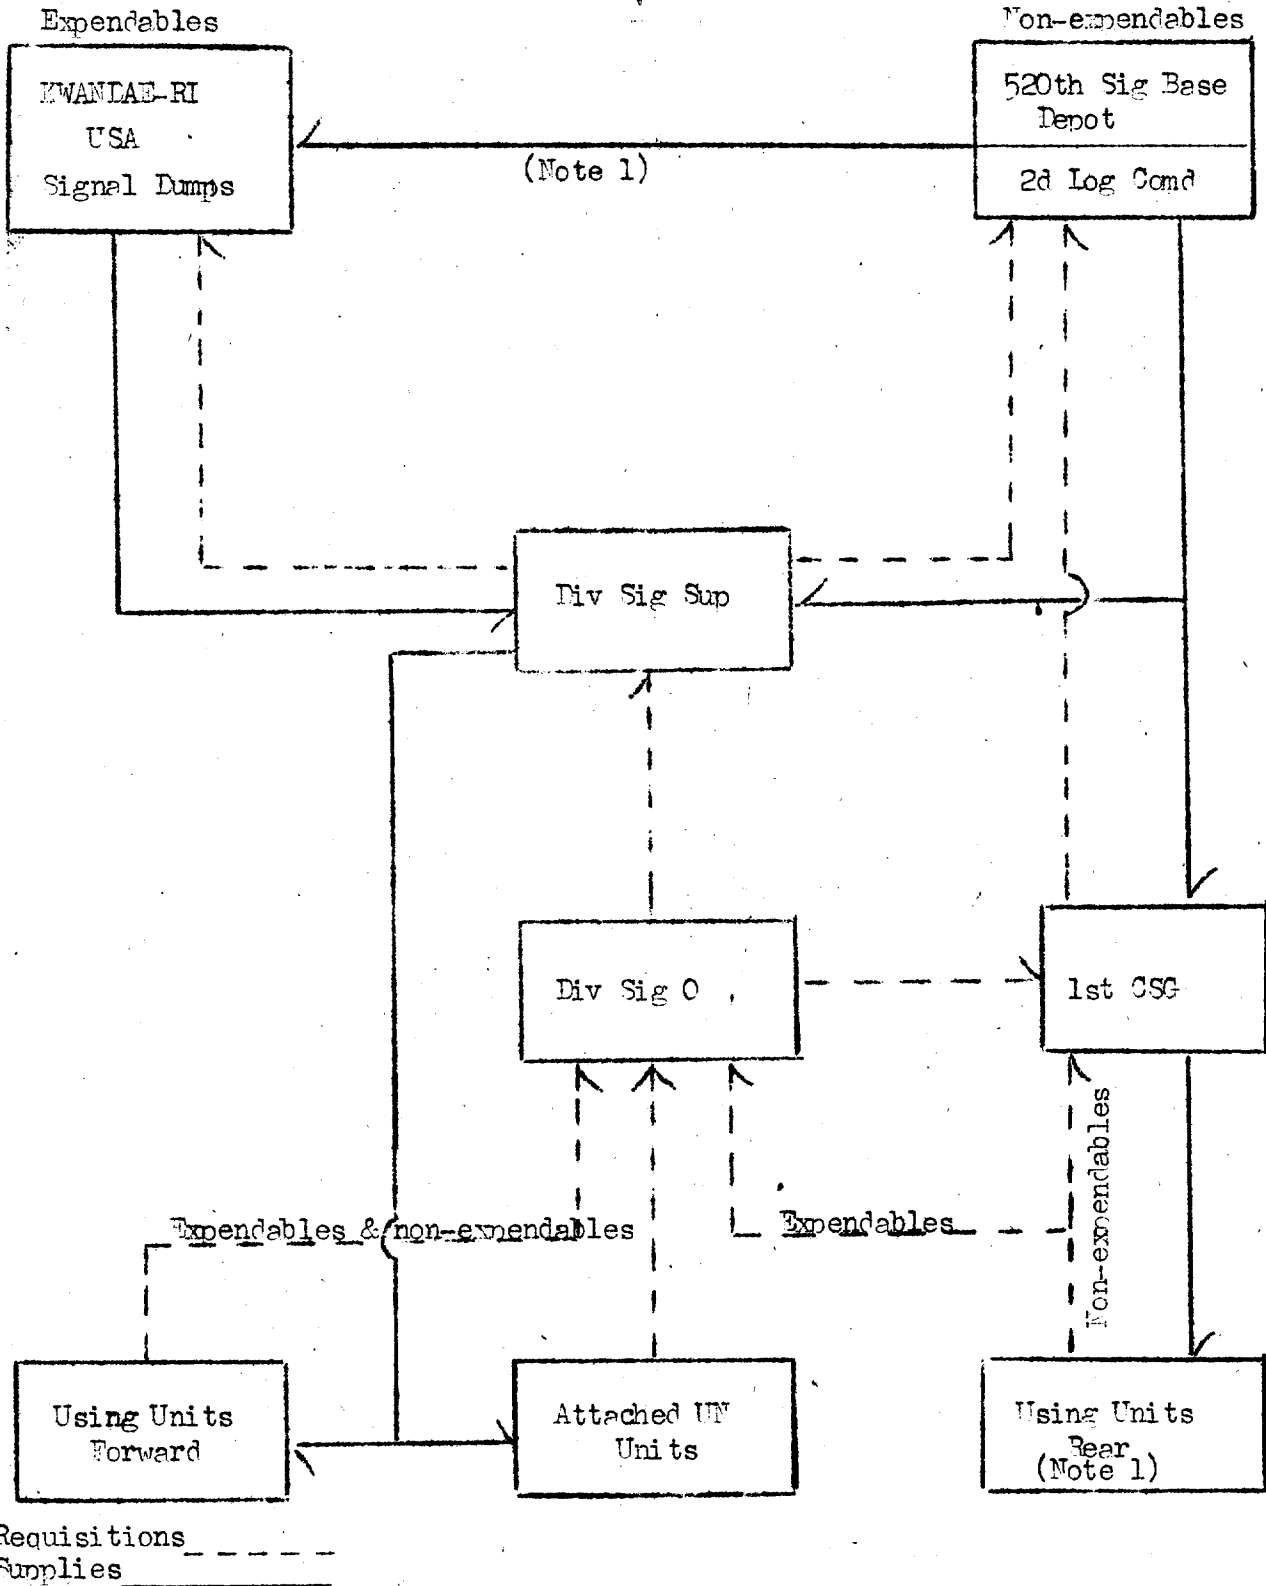 Expendables
Non-expendables
KWANDAE-RI
USA
Signal Dumps
520th Sig Base
Depot
2d Log Comd
(Note 1)
Div Sig Sup
Div Sig O
1st CSG
Non-expendables
Expendables & non-expendables
Expendables
Using Units
Forward
Attached UN
Units
Using Units
Rear
(Note 1)
Requisitions
Supplies